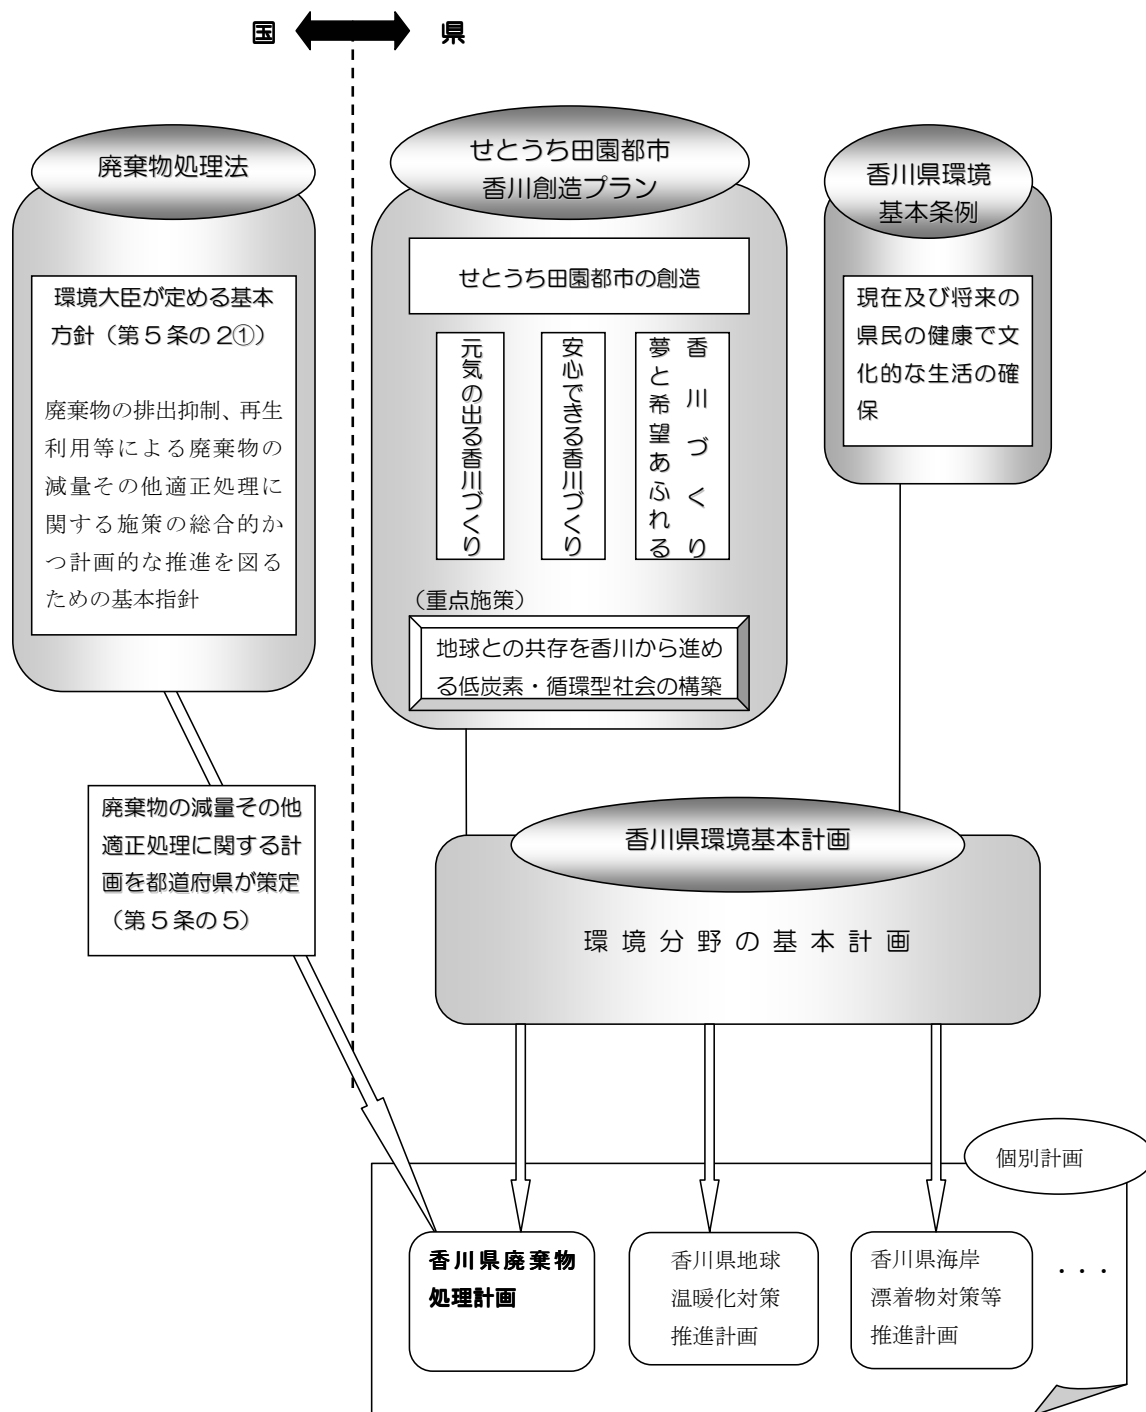 国
県
廃棄物処理法
環境大臣が定める基本
方針（第５条の２①）
廃棄物の排出抑制、再生
利用等による廃棄物の
減量その他適正処理に
関する施策の総合的か
つ計画的な推進を図る
ための基本指針
廃棄物の減量その他
適正処理に関する計
画を都道府県が策定
（第５条の５）
せとうち田園都市
香川創造プラン
せとうち田園都市の創造
元気の出る香川づくり
安心できる香川づくり
香川づくり
夢と希望あふれる
（重点施策）
地球との共存を香川から進め
る低炭素・循環型社会の構築
香川県環境
基本条例
現在及び将来の
県民の健康で文
化的な生活の確
保
香川県環境基本計画
環境分野の基本計画
個別計画
香川県廃棄物
処理計画
香川県地球
温暖化対策
推進計画
香川県海岸
漂着物対策等
推進計画
・・・